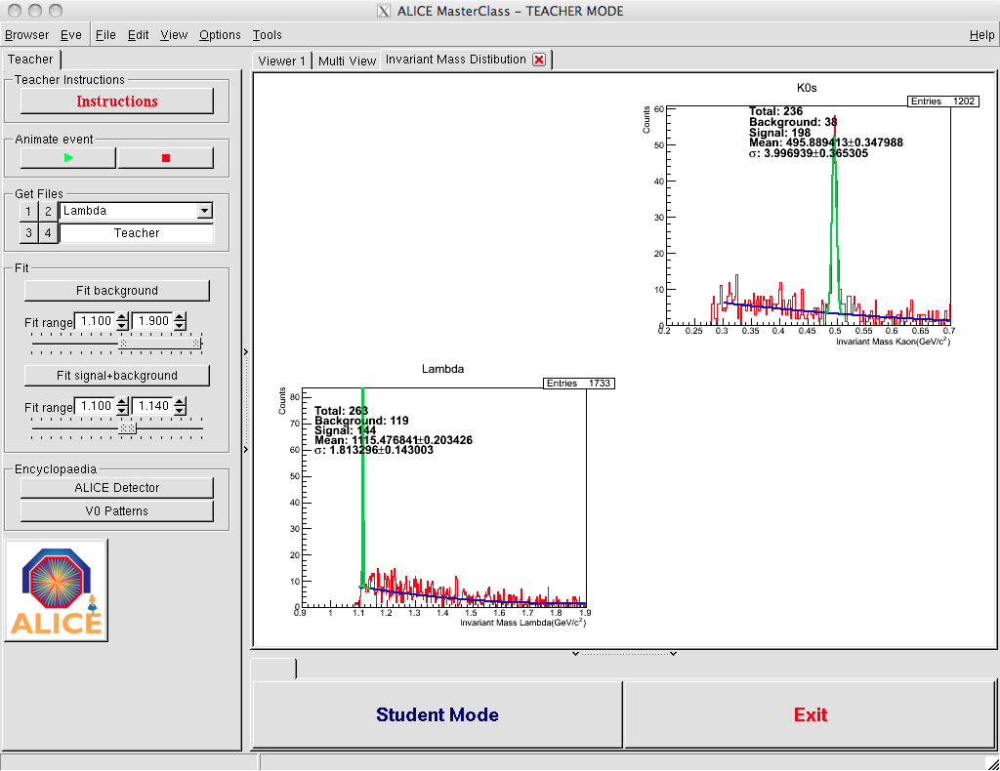 ALICE MasterClass – TEACHER MODE
Browser Eve File Edit View Options Tools Help
Teacher
Teacher Instructions
Instructions
Animate event
Get Files
1 2 Lambda
3 4 Teacher
Fit
Fit background
Fit range 1.100 1.900
Fit signal+background
Fit range 1.100 1.140
Encyclopaedia
ALICE Detector
V0 Patterns
ALICE
Viewer 1 Multi View Invariant Mass Distibution
K0s
Entries 1202
Counts
Total: 236
Background: 38
Signal: 198
Mean: 495.889413±0.347988
σ: 3.996939±0.365305
60
50
40
30
20
10
0
0.2 0.25 0.3 0.35 0.4 0.45 0.5 0.55 0.6 0.65 0.7
Invariant Mass Kaon(GeV/c²)
Lambda
Entries 1733
Counts
Total: 263
Background: 119
Signal: 144
Mean: 1115.476841±0.203426
σ: 1.813296±0.143003
80
70
60
50
40
30
20
10
0
0.9 1 1.1 1.2 1.3 1.4 1.5 1.6 1.7 1.8 1.9
Invariant Mass Lambda(GeV/c²)
Student Mode
Exit